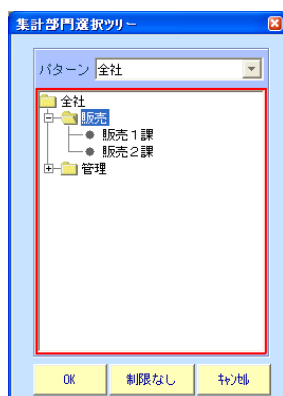 集計部門選択ツリー
パターン 全社
全社
販売
販売1課
販売2課
管理
OK 制限なし ｷｬﾝｾﾙ